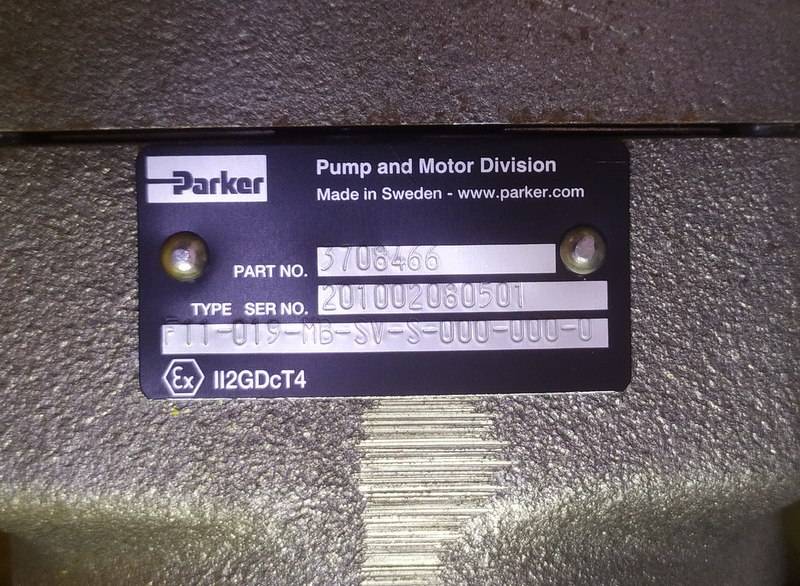 Parker
Pump and Motor Division
Made in Sweden - www.parker.com
PART NO. 3708466
TYPE SER NO. 201002080501
F11-019-MB-SV-S-000-000-0
Ex II2GDcT4